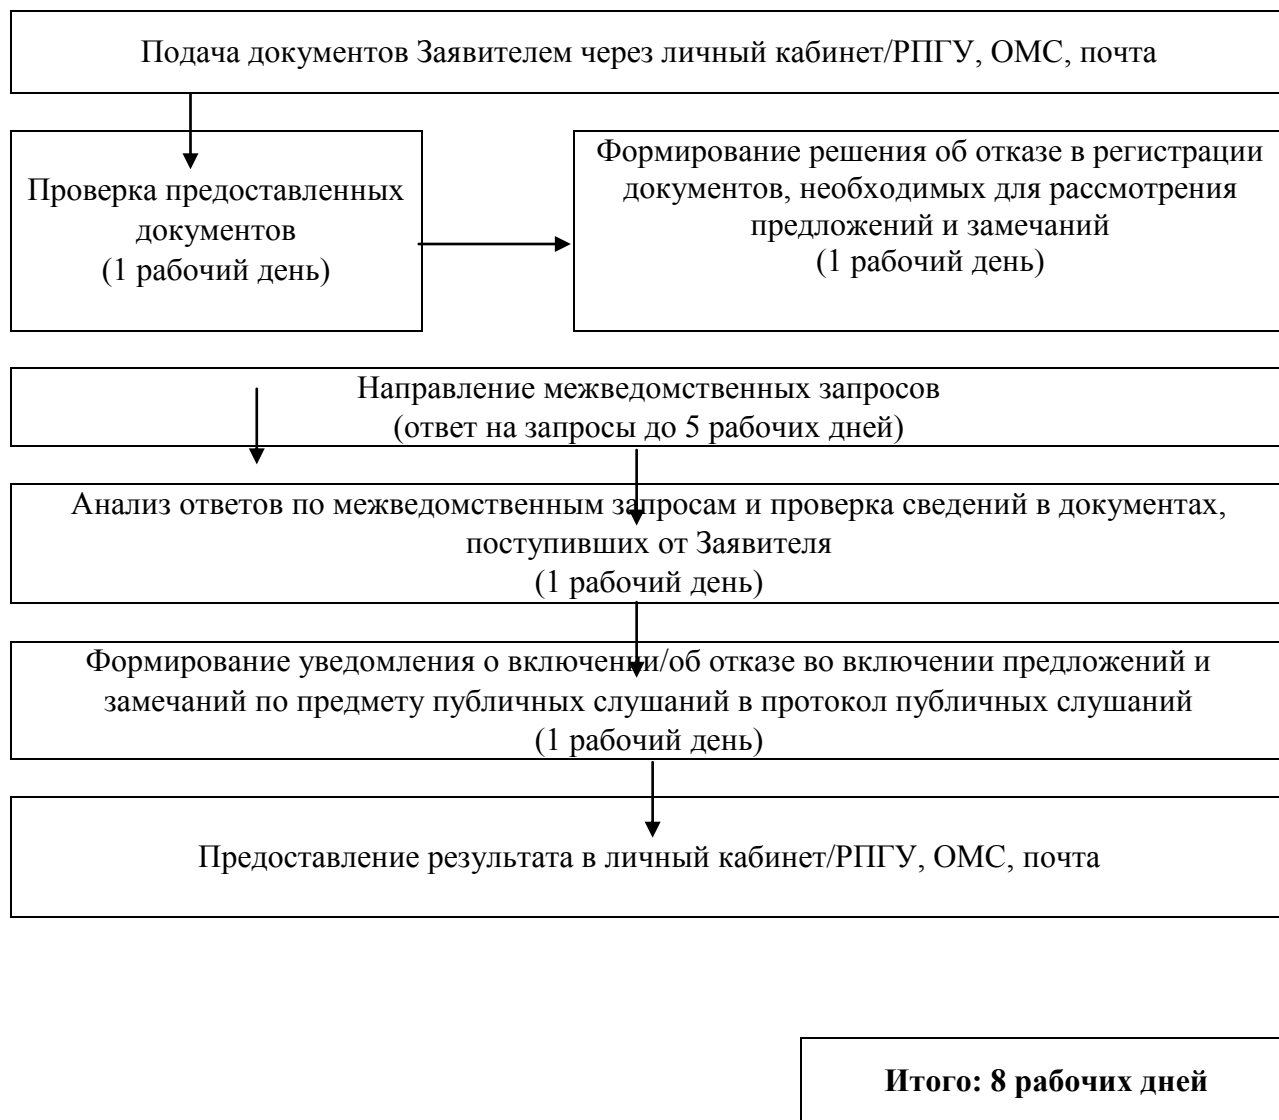 Подача документов Заявителем через личный кабинет/РПГУ, ОМС, почта
Проверка предоставленных
документов
(1 рабочий день)
Формирование решения об отказе в регистрации
документов, необходимых для рассмотрения
предложений и замечаний
(1 рабочий день)
Направление межведомственных запросов
(ответ на запросы до 5 рабочих дней)
Анализ ответов по межведомственным запросам и проверка сведений в документах,
поступивших от Заявителя
(1 рабочий день)
Формирование уведомления о включении/об отказе во включении предложений и
замечаний по предмету публичных слушаний в протокол публичных слушаний
(1 рабочий день)
Предоставление результата в личный кабинет/РПГУ, ОМС, почта
Итого: 8 рабочих дней